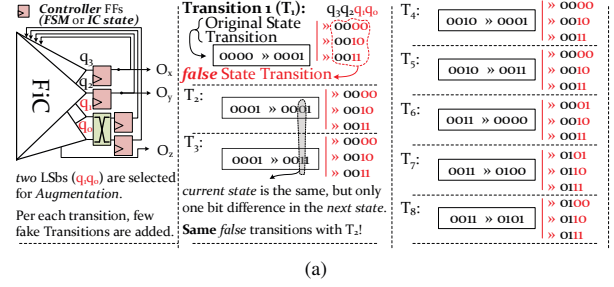 Controller FFs
(FSM or IC state)
q₃
q₂
q₁
q₀
FiC
Oₓ
Oᵧ
O_z
two LSbs (q₁q₀) are selected
for Augmentation.
Per each transition, few
fake Transitions are added.
Transition 1 (T₁):
q₃q₂q₁q₀
Original State
Transition
0000 » 0001
» 0000
» 0010
» 0011
false State Transition
T₂:
0001 » 0001
» 0000
» 0010
» 0011
T₃:
0001 » 0011
» 0000
» 0010
» 0011
current state is the same, but only
one bit difference in the next state.
Same false transitions with T₂!
T₄:
0010 » 0001
» 0000
» 0010
» 0011
T₅:
0010 » 0011
» 0000
» 0010
» 0011
T₆:
0011 » 0000
» 0001
» 0010
» 0011
T₇:
0011 » 0100
» 0101
» 0110
» 0111
T₈:
0011 » 0101
» 0100
» 0110
» 0111
(a)